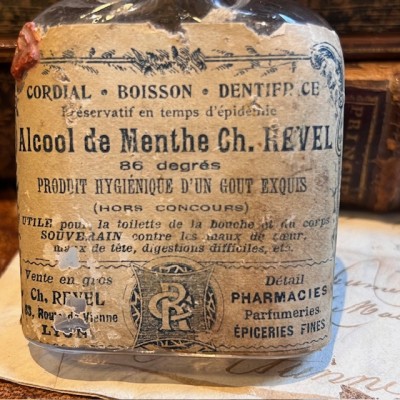 CORDIAL • BOISSON • DENTIFRICE
Préservatif en temps d'épidémie
Alcool de Menthe Ch. REVEL
86 degrés
PRODUIT HYGIÉNIQUE D'UN GOUT EXQUIS
(HORS CONCOURS)
UTILE pour la toilette de la bouche et du corps
SOUVERAIN contre les maux de cœur,
maux de tête, digestions difficiles, etc.
Vente en gros
Ch. REVEL
Route de Vienne
LYON
Détail
PHARMACIES
Parfumeries
ÉPICERIES FINES